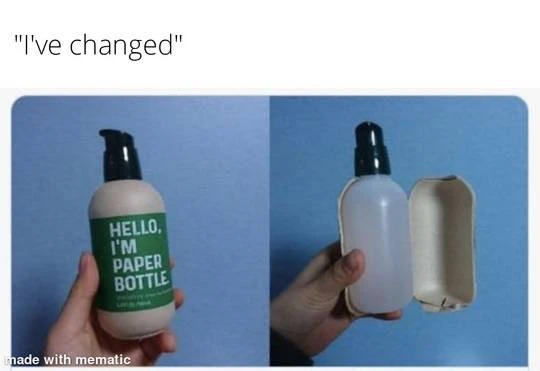 "I've changed"
HELLO,
I'M
PAPER
BOTTLE
made with mematic